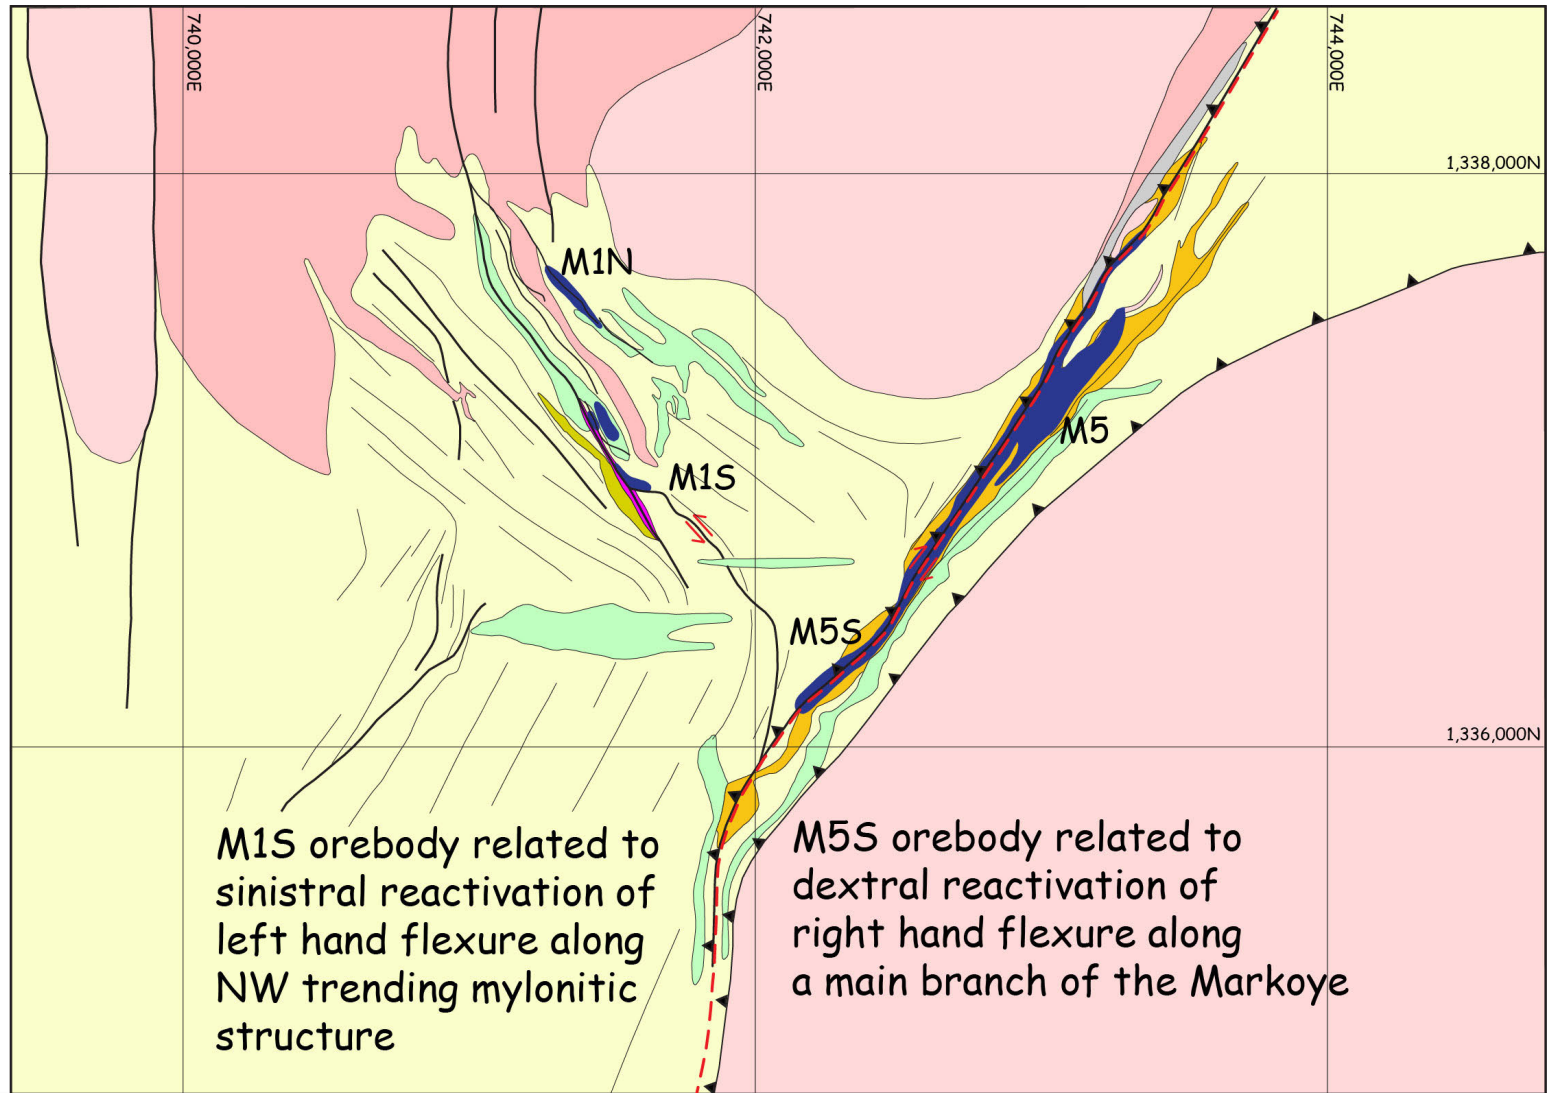 740,000E
742,000E
744,000E
1,338,000N
M1N
M5
M1S
M5S
1,336,000N
M1S orebody related to
sinistral reactivation of
left hand flexure along
NW trending mylonitic
structure
M5S orebody related to
dextral reactivation of
right hand flexure along
a main branch of the Markoye